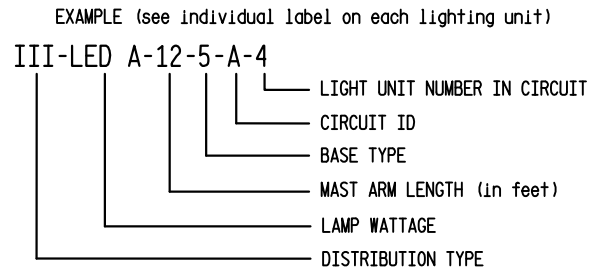 EXAMPLE (see individual label on each lighting unit)
III-LED A-12-5-A-4
LIGHT UNIT NUMBER IN CIRCUIT
CIRCUIT ID
BASE TYPE
MAST ARM LENGTH (in feet)
LAMP WATTAGE
DISTRIBUTION TYPE